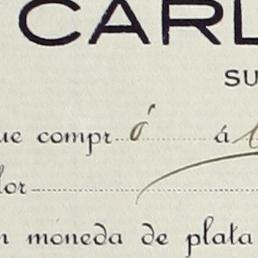 CARL
SU
ue compr ó á
lor
n moneda de plata